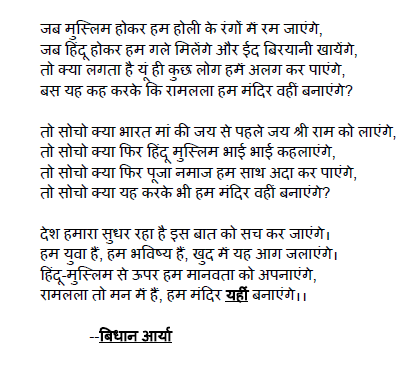 जब मुस्लिम होकर हम होली के रंगों में रम जाएंगे,
जब हिंदू होकर हम गले मिलेंगे और ईद बिरयानी खायेंगे,
तो क्या लगता है यूं ही कुछ लोग हमें अलग कर पाएंगे,
बस यह कह करके कि रामलला हम मंदिर वहीं बनाएंगे?
तो सोचो क्या भारत मां की जय से पहले जय श्री राम को लाएंगे,
तो सोचो क्या फिर हिंदू मुस्लिम भाई भाई कहलाएंगे,
तो सोचो क्या फिर पूजा नमाज हम साथ अदा कर पाएंगे,
तो सोचो क्या यह करके भी हम मंदिर वहीं बनाएंगे?
देश हमारा सुधर रहा है इस बात को सच कर जाएंगे।
हम युवा हैं, हम भविष्य हैं, खुद में यह आग जलाएंगे।
हिंदू-मुस्लिम से ऊपर हम मानवता को अपनाएंगे,
रामलला तो मन में हैं, हम मंदिर यहीं बनाएंगे।।
--बिधान आर्या